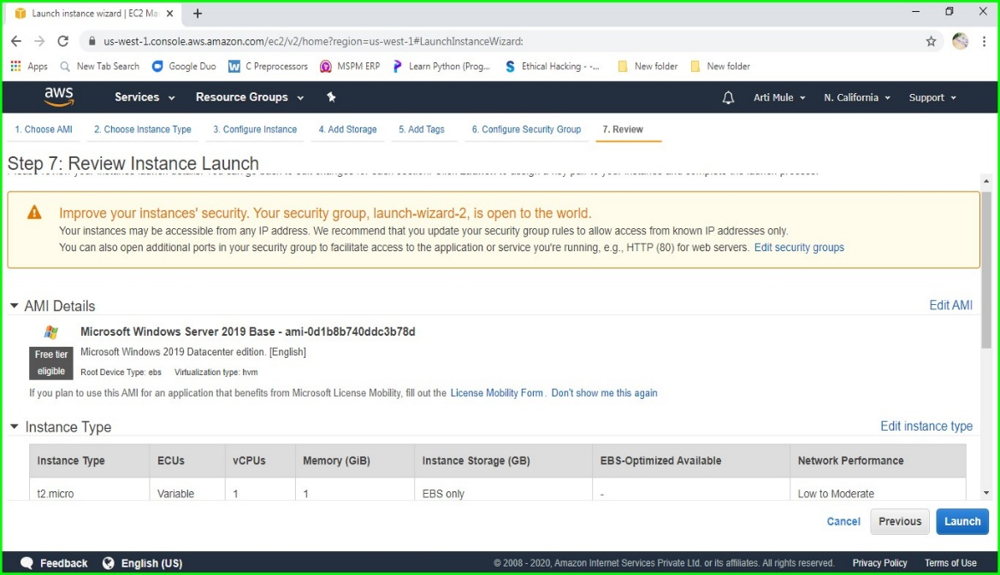 Launch instance wizard | EC2 Ma
us-west-1.console.aws.amazon.com/ec2/v2/home?region=us-west-1#LaunchInstanceWizard:
Apps New Tab Search Google Duo C Preprocessors MSPM ERP Learn Python (Prog... Ethical Hacking - -... New folder New folder
aws Services Resource Groups Arti Mule N. California Support
1. Choose AMI 2. Choose Instance Type 3. Configure Instance 4. Add Storage 5. Add Tags 6. Configure Security Group 7. Review
Step 7: Review Instance Launch
Improve your instances' security. Your security group, launch-wizard-2, is open to the world.
Your instances may be accessible from any IP address. We recommend that you update your security group rules to allow access from known IP addresses only.
You can also open additional ports in your security group to facilitate access to the application or service you're running, e.g., HTTP (80) for web servers. Edit security groups
AMI Details Edit AMI
Microsoft Windows Server 2019 Base - ami-0d1b8b740ddc3b78d
Free tier eligible
Microsoft Windows 2019 Datacenter edition. [English]
Root Device Type: ebs Virtualization type: hvm
If you plan to use this AMI for an application that benefits from Microsoft License Mobility, fill out the License Mobility Form. Don't show me this again
Instance Type Edit instance type
Instance Type ECUs vCPUs Memory (GiB) Instance Storage (GB) EBS-Optimized Available Network Performance
t2.micro Variable 1 1 EBS only - Low to Moderate
Cancel Previous Launch
Feedback English (US) © 2008 - 2020, Amazon Internet Services Private Ltd. or its affiliates. All rights reserved. Privacy Policy Terms of Use